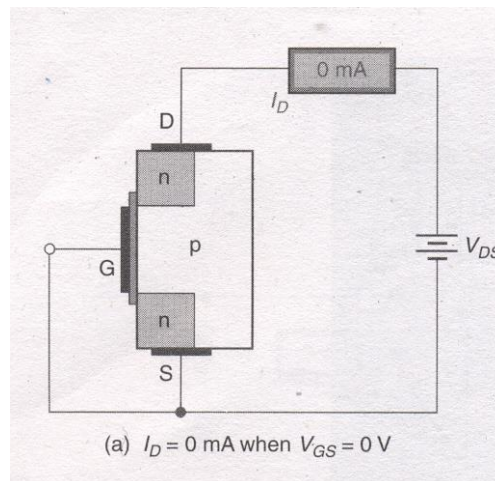 0 mA
I_D
D
n
p
G
V_DS
n
S
(a) I_D = 0 mA when V_GS = 0 V